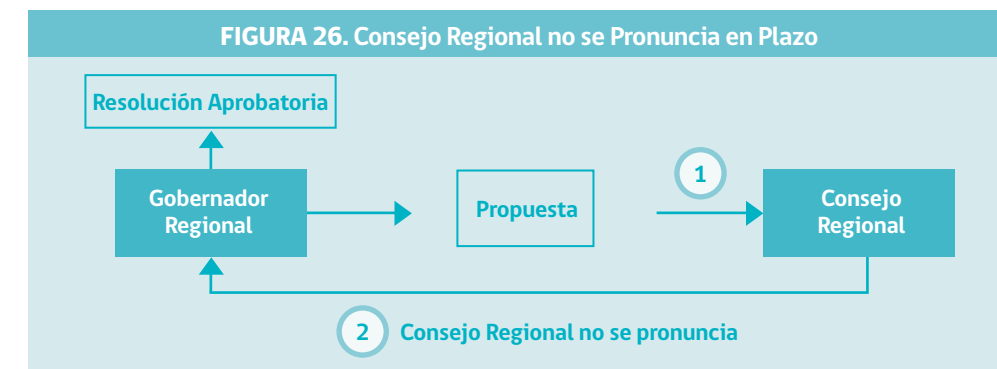 FIGURA 26. Consejo Regional no se Pronuncia en Plazo
Resolución Aprobatoria
Gobernador
Regional
Propuesta
1
Consejo
Regional
2
Consejo Regional no se pronuncia